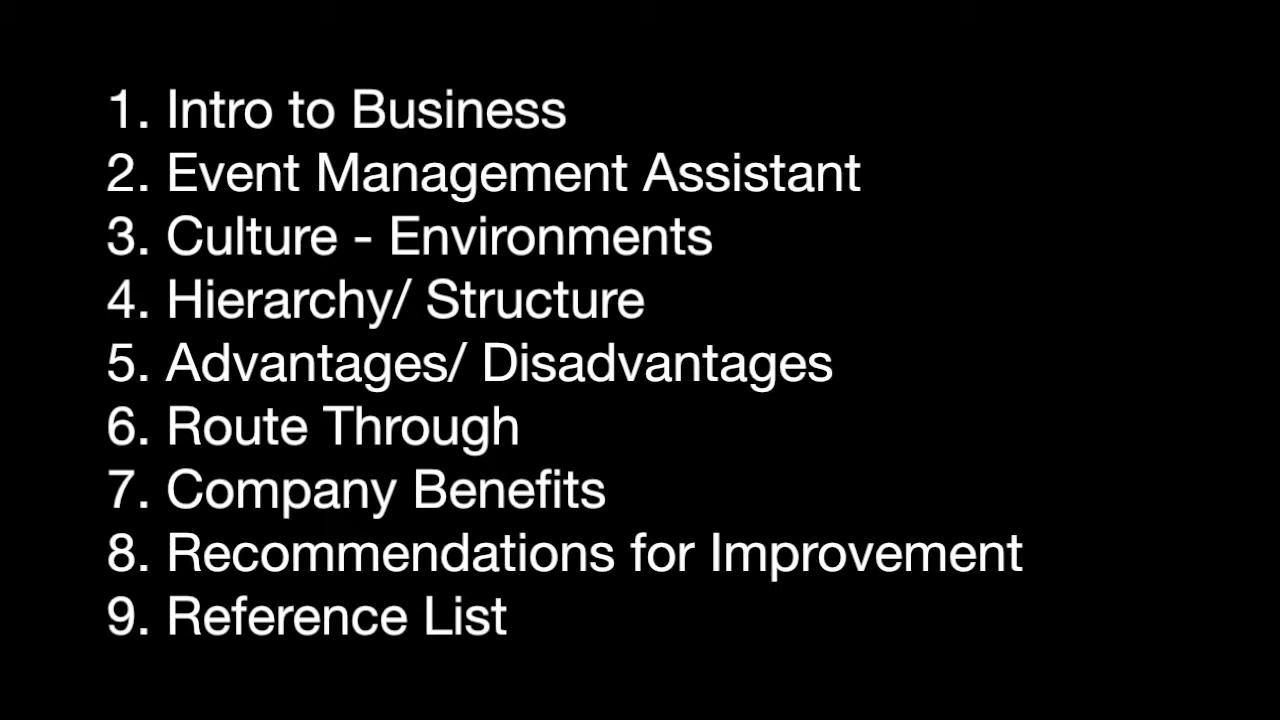 1. Intro to Business
2. Event Management Assistant
3. Culture - Environments
4. Hierarchy/ Structure
5. Advantages/ Disadvantages
6. Route Through
7. Company Benefits
8. Recommendations for Improvement
9. Reference List